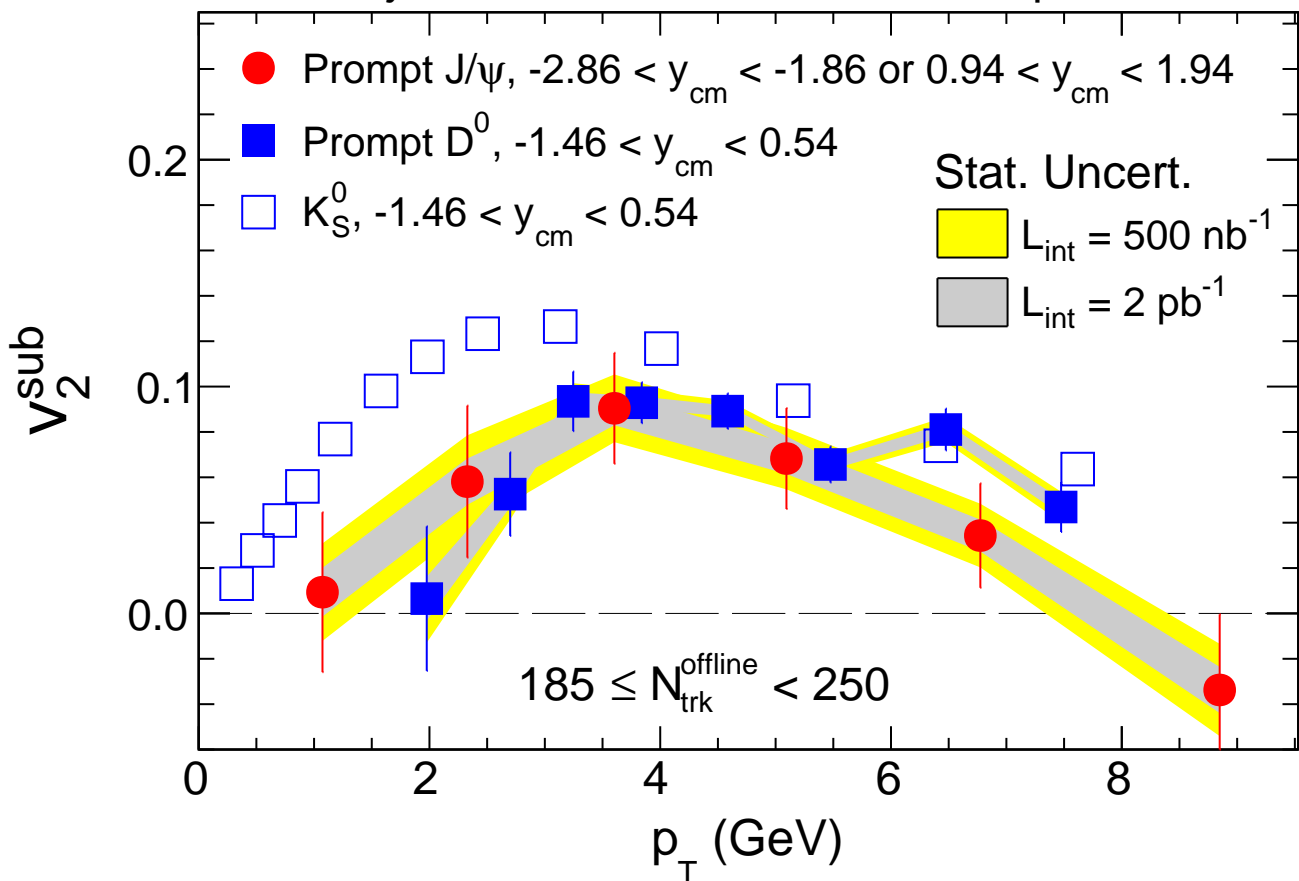 Prompt J/ψ, -2.86 < y_cm < -1.86 or 0.94 < y_cm < 1.94
Prompt D^0, -1.46 < y_cm < 0.54
K_S^0, -1.46 < y_cm < 0.54
Stat. Uncert.
L_int = 500 nb^-1
L_int = 2 pb^-1
v_2^sub
0.2
0.1
0.0
185 ≤ N_trk^offline < 250
0 2 4 6 8
p_T (GeV)